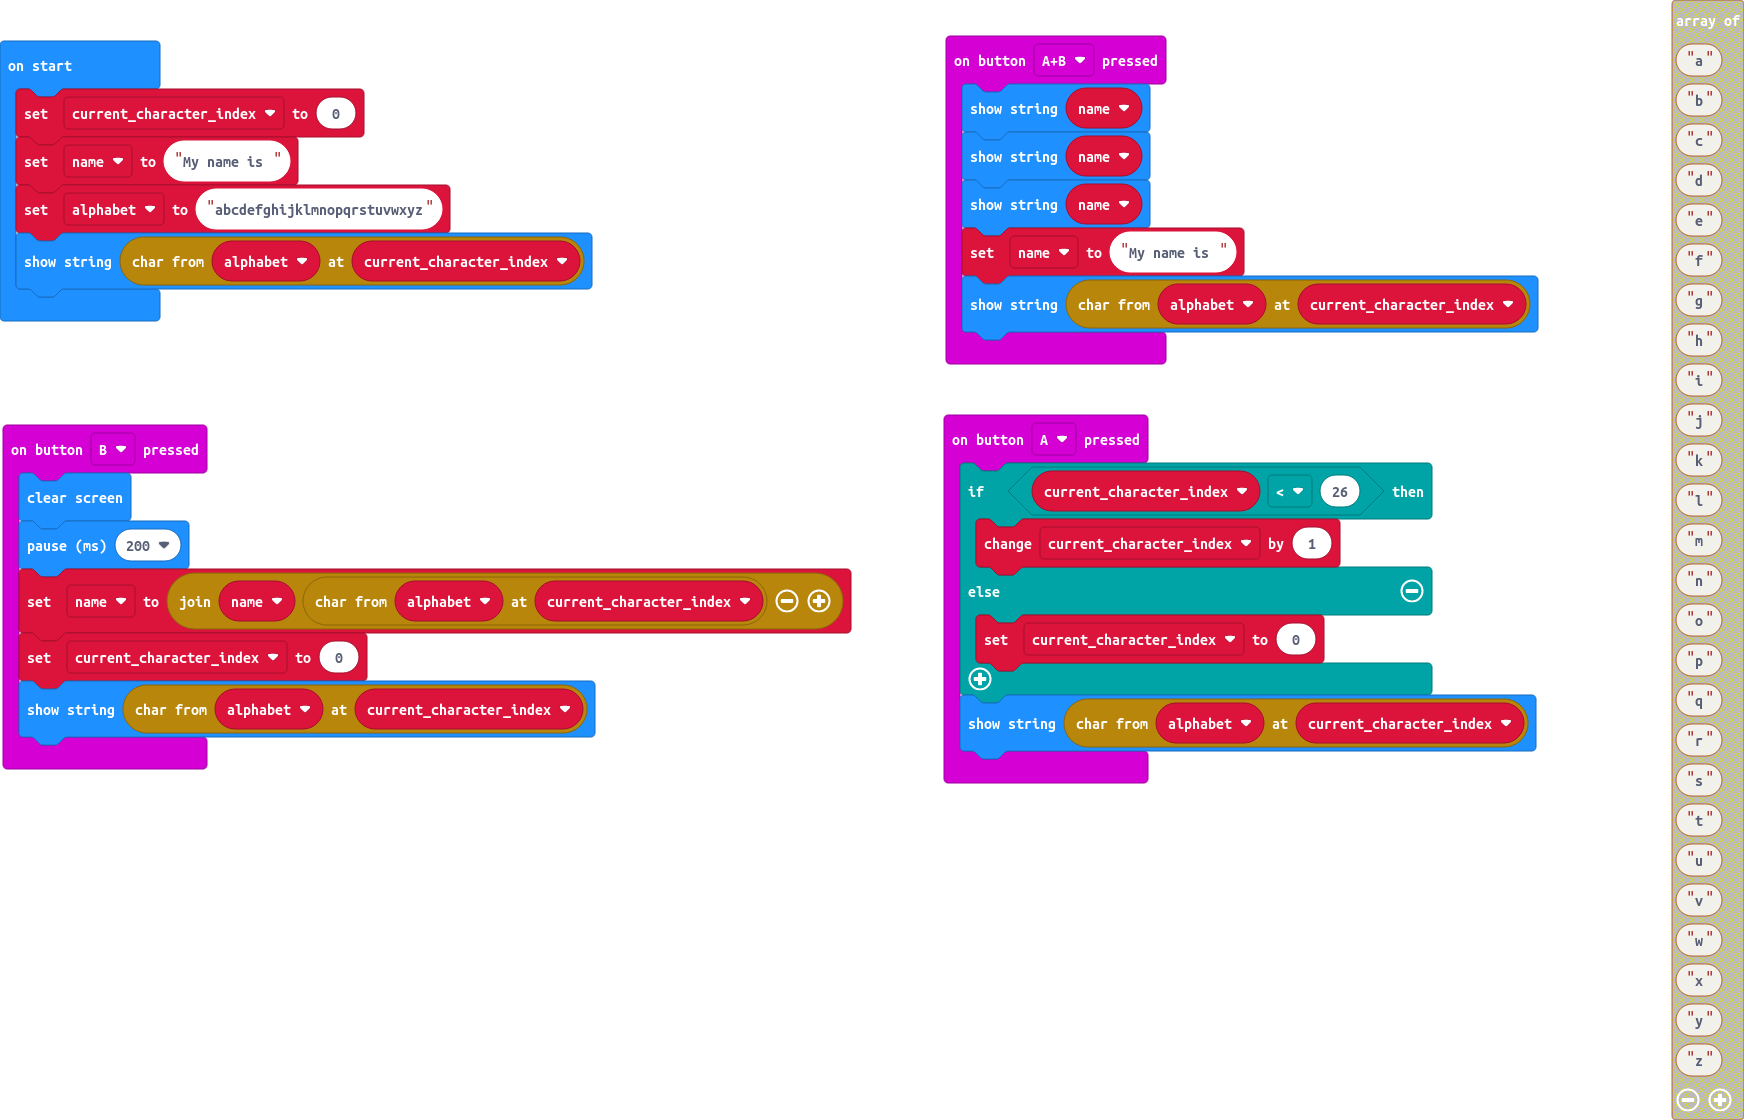 on start
set current_character_index to 0
set name to "My name is "
set alphabet to "abcdefghijklmnopqrstuvwxyz"
show string char from alphabet at current_character_index
on button B pressed
clear screen
pause (ms) 200
set name to join name char from alphabet at current_character_index
set current_character_index to 0
show string char from alphabet at current_character_index
on button A+B pressed
show string name
show string name
show string name
set name to "My name is "
show string char from alphabet at current_character_index
on button A pressed
if current_character_index < 26 then
change current_character_index by 1
else
set current_character_index to 0
show string char from alphabet at current_character_index
array of
"a"
"b"
"c"
"d"
"e"
"f"
"g"
"h"
"i"
"j"
"k"
"l"
"m"
"n"
"o"
"p"
"q"
"r"
"s"
"t"
"u"
"v"
"w"
"x"
"y"
"z"